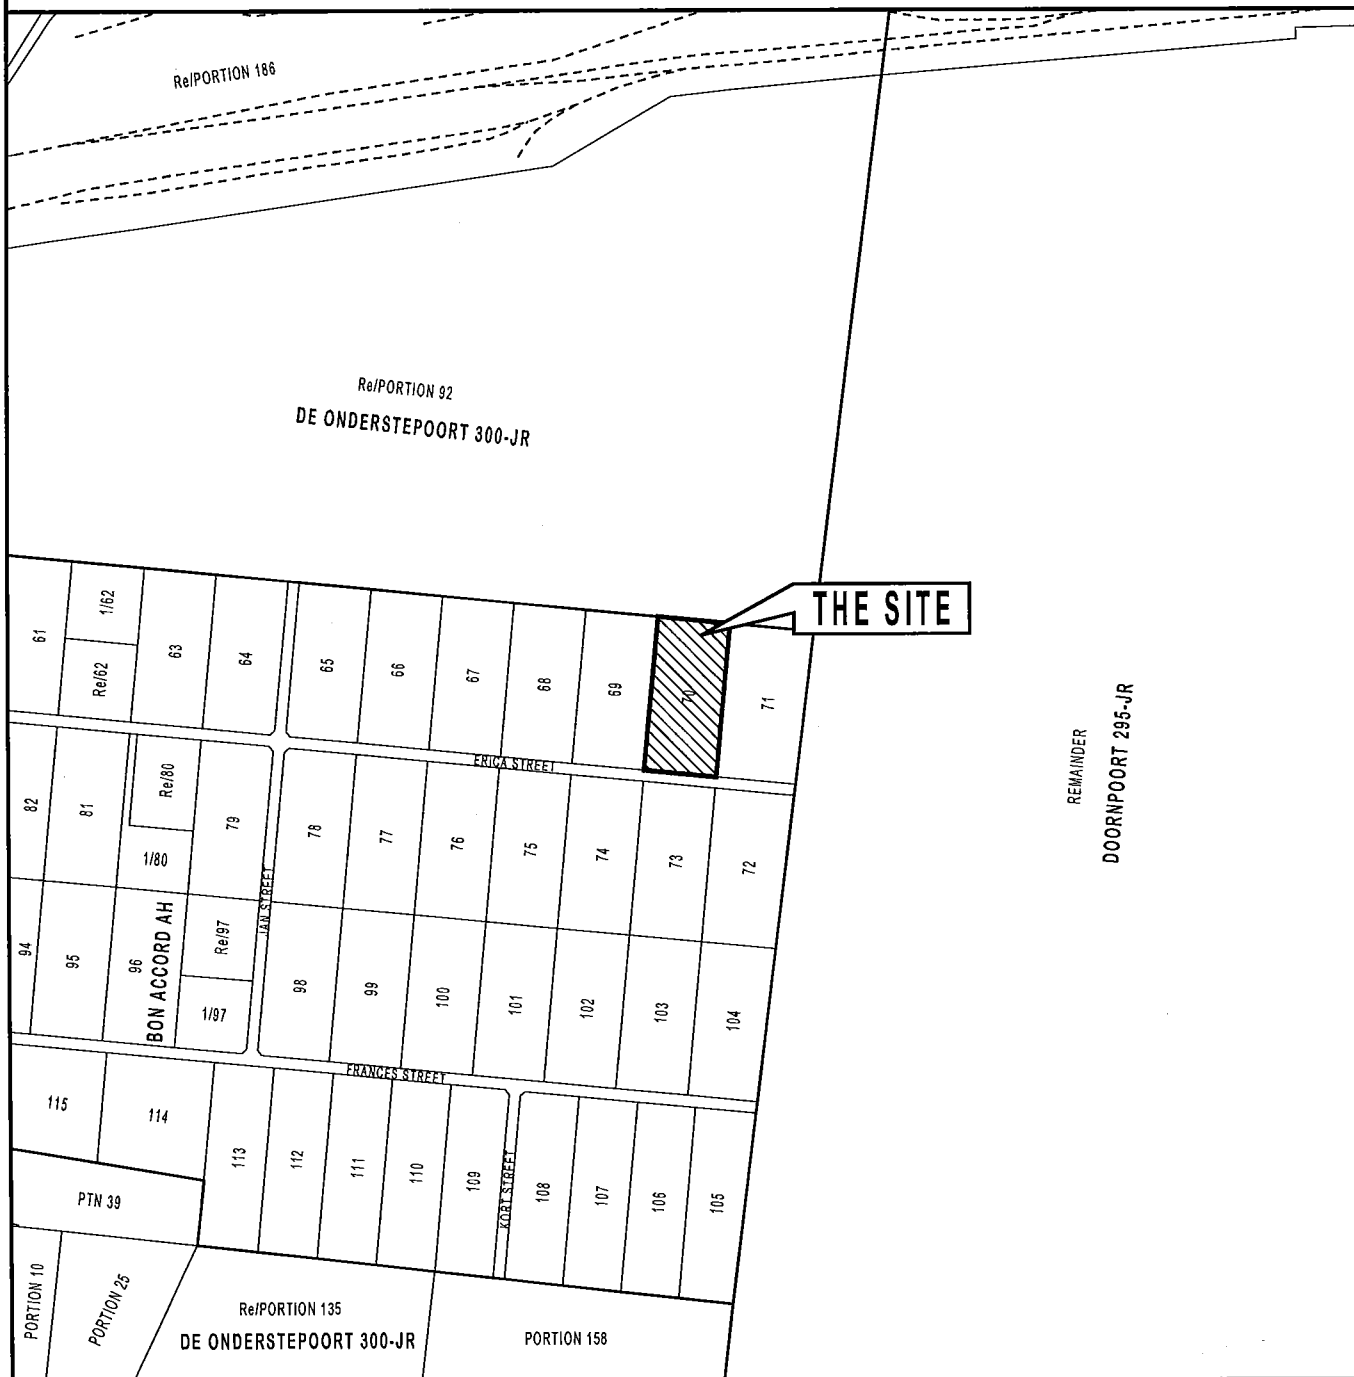 Re/PORTION 186
Re/PORTION 92
DE ONDERSTEPOORT 300-JR
THE SITE
61
1/62
Re/62
63
64
65
66
67
68
69
70
71
REMAINDER
DOORNPOORT 295-JR
ERICA STREET
82
81
Re/80
1/80
79
78
77
76
75
74
73
72
JAN STREET
94
95
96
BON ACCORD AH
Re/97
1/97
98
99
100
101
102
103
104
FRANCES STREET
115
114
113
112
111
110
109
KORT STREET
108
107
106
105
PTN 39
PORTION 10
PORTION 25
Re/PORTION 135
DE ONDERSTEPOORT 300-JR
PORTION 158